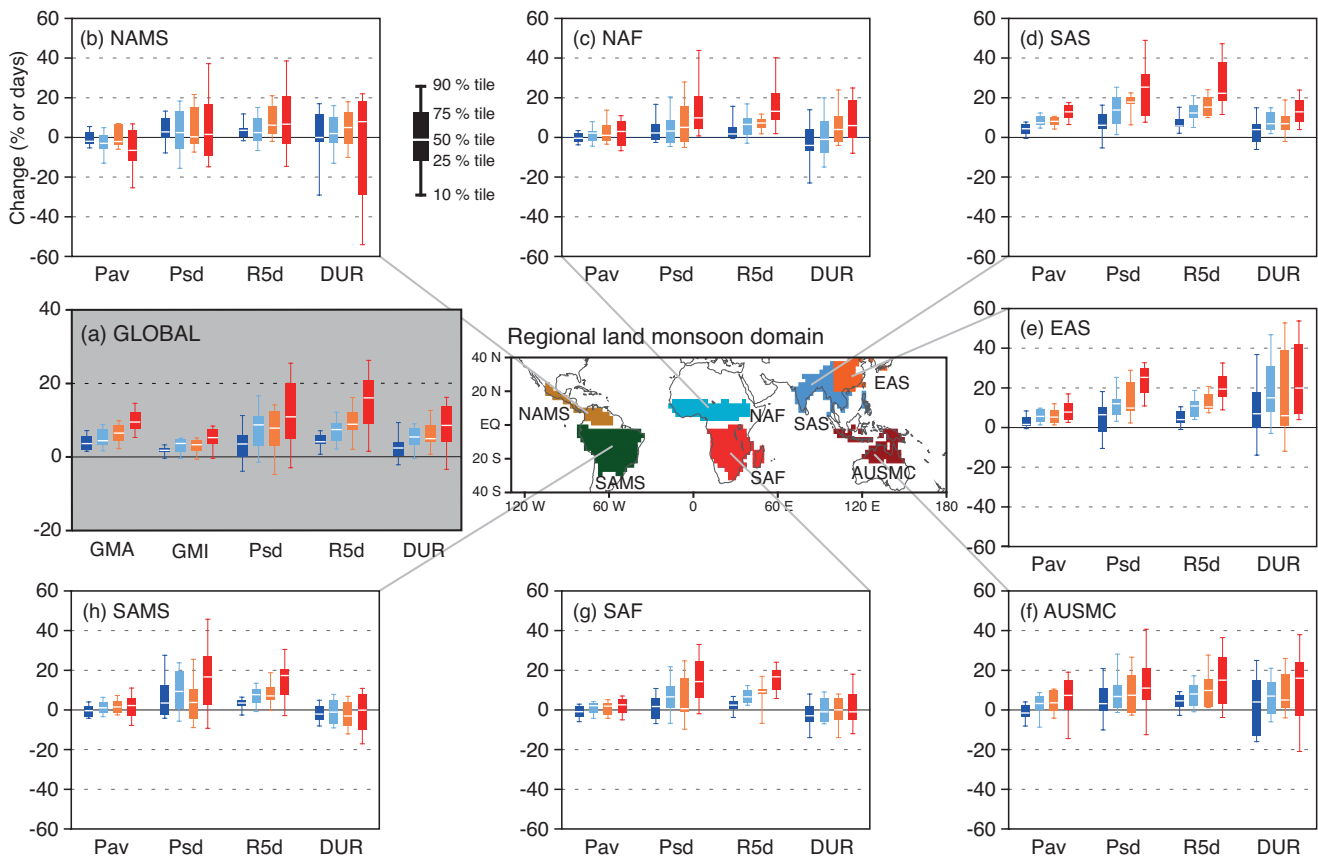 60
40
20
0
-20
-40
-60
Change (% or days)
(b) NAMS
Pav Psd R5d DUR
90 % tile
75 % tile
50 % tile
25 % tile
10 % tile
60
40
20
0
-20
-40
-60
(c) NAF
Pav Psd R5d DUR
60
40
20
0
-20
-40
-60
(d) SAS
Pav Psd R5d DUR
40
20
0
-20
(a) GLOBAL
GMA GMI Psd R5d DUR
Regional land monsoon domain
40 N
20 N
EQ
20 S
40 S
120 W 60 W 0 60 E 120 E 180
NAMS
SAMS
NAF
SAF
SAS
EAS
AUSMC
60
40
20
0
-20
-40
-60
(e) EAS
Pav Psd R5d DUR
60
40
20
0
-20
-40
-60
(h) SAMS
Pav Psd R5d DUR
60
40
20
0
-20
-40
-60
(g) SAF
Pav Psd R5d DUR
60
40
20
0
-20
-40
-60
(f) AUSMC
Pav Psd R5d DUR